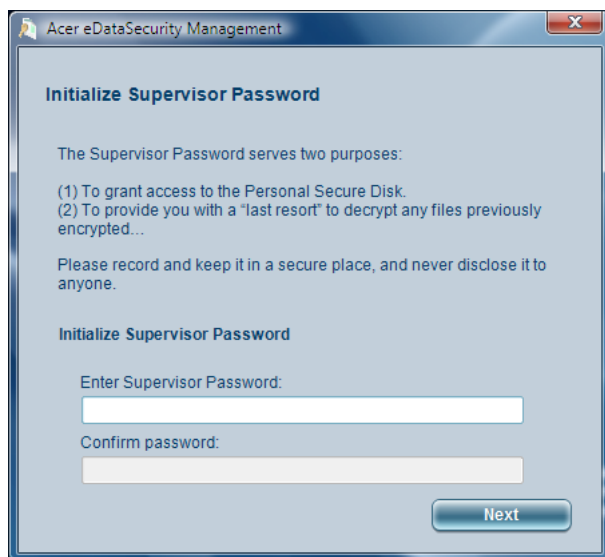 Acer eDataSecurity Management
Initialize Supervisor Password
The Supervisor Password serves two purposes:
(1) To grant access to the Personal Secure Disk.
(2) To provide you with a “last resort” to decrypt any files previously
encrypted...
Please record and keep it in a secure place, and never disclose it to
anyone.
Initialize Supervisor Password
Enter Supervisor Password:
Confirm password:
Next